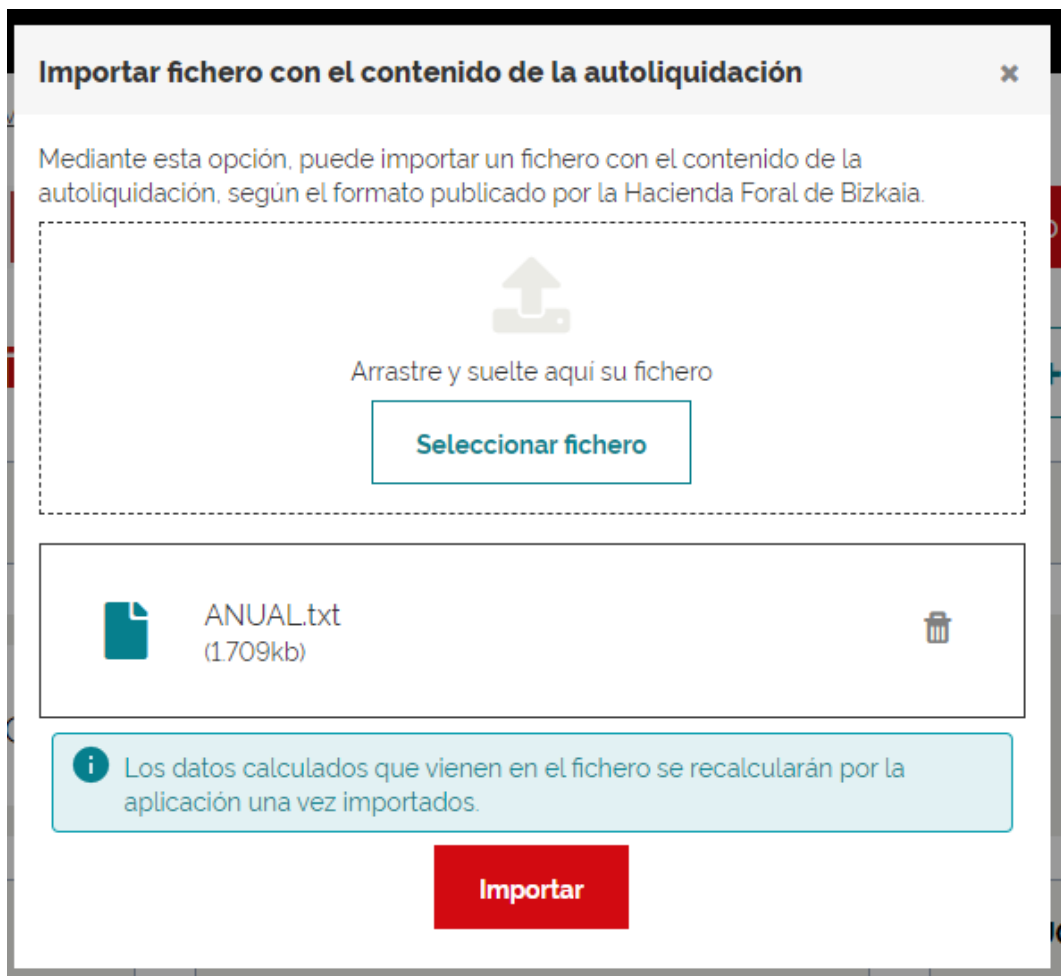 Importar fichero con el contenido de la autoliquidación
Mediante esta opción, puede importar un fichero con el contenido de la
autoliquidación, según el formato publicado por la Hacienda Foral de Bizkaia.
Arrastre y suelte aquí su fichero
Seleccionar fichero
ANUAL.txt
(1.709kb)
Los datos calculados que vienen en el fichero se recalcularán por la
aplicación una vez importados.
Importar